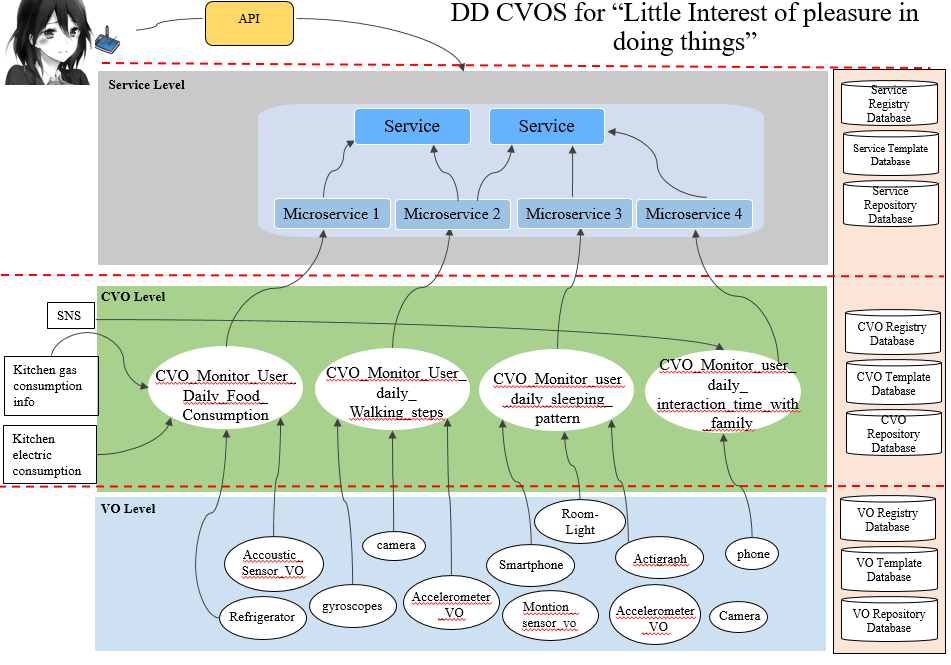 DD CVOS for “Little Interest of pleasure in
doing things”
API
Service Level
Service
Service
Microservice 1
Microservice 2
Microservice 3
Microservice 4
Service
Registry
Database
Service Template
Database
Service
Repository
Database
CVO Level
SNS
Kitchen gas
consumption
info
Kitchen
electric
consumption
CVO_Monitor_User_
Daily_Food_
Consumption
CVO_Monitor_User_
daily_
Walking_steps
CVO_Monitor_user
_daily_sleeping_
pattern
CVO_Monitor_user_
daily_
interaction_time_with
_family
CVO Registry
Database
CVO Template
Database
CVO
Repository
Database
VO Level
Accoustic_
Sensor_VO
Refrigerator
gyroscopes
camera
Accelerometer
_VO
Smartphone
Room-
Light
Montion_
sensor_vo
Actigraph
Accelerometer
_VO
phone
Camera
VO Registry
Database
VO Template
Database
VO Repository
Database